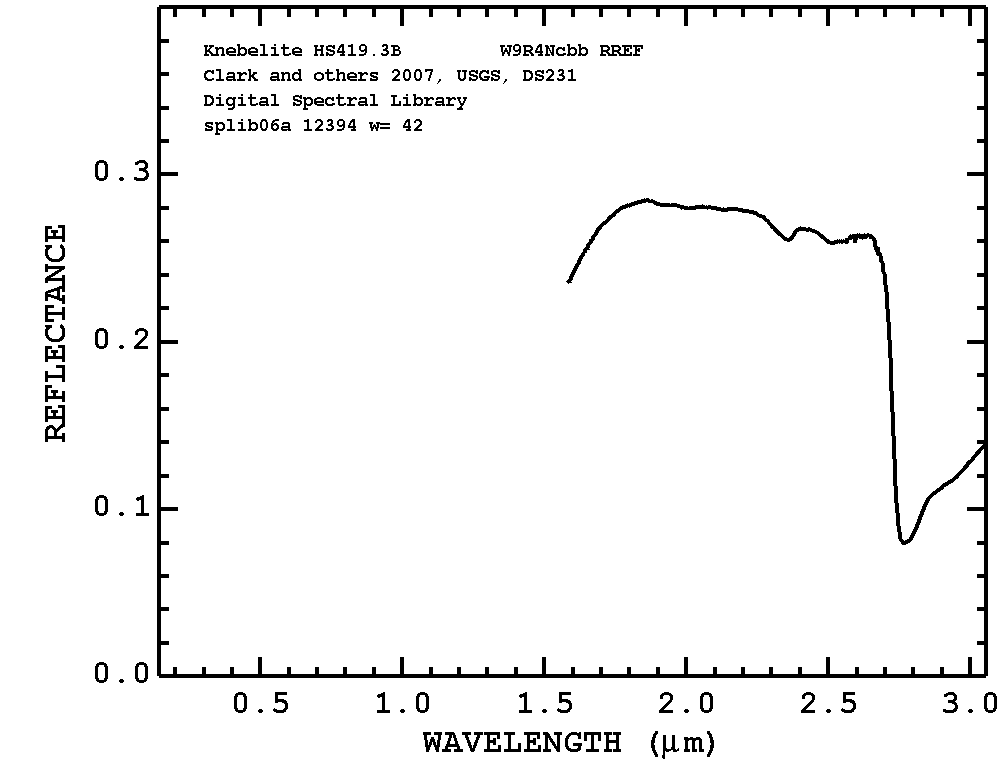 Knebelite HS419.3B W9R4Ncbb RREF
Clark and others 2007, USGS, DS231
Digital Spectral Library
splib06a 12394 w= 42
REFLECTANCE
0.3
0.2
0.1
0.0
0.5 1.0 1.5 2.0 2.5 3.0
WAVELENGTH (μm)